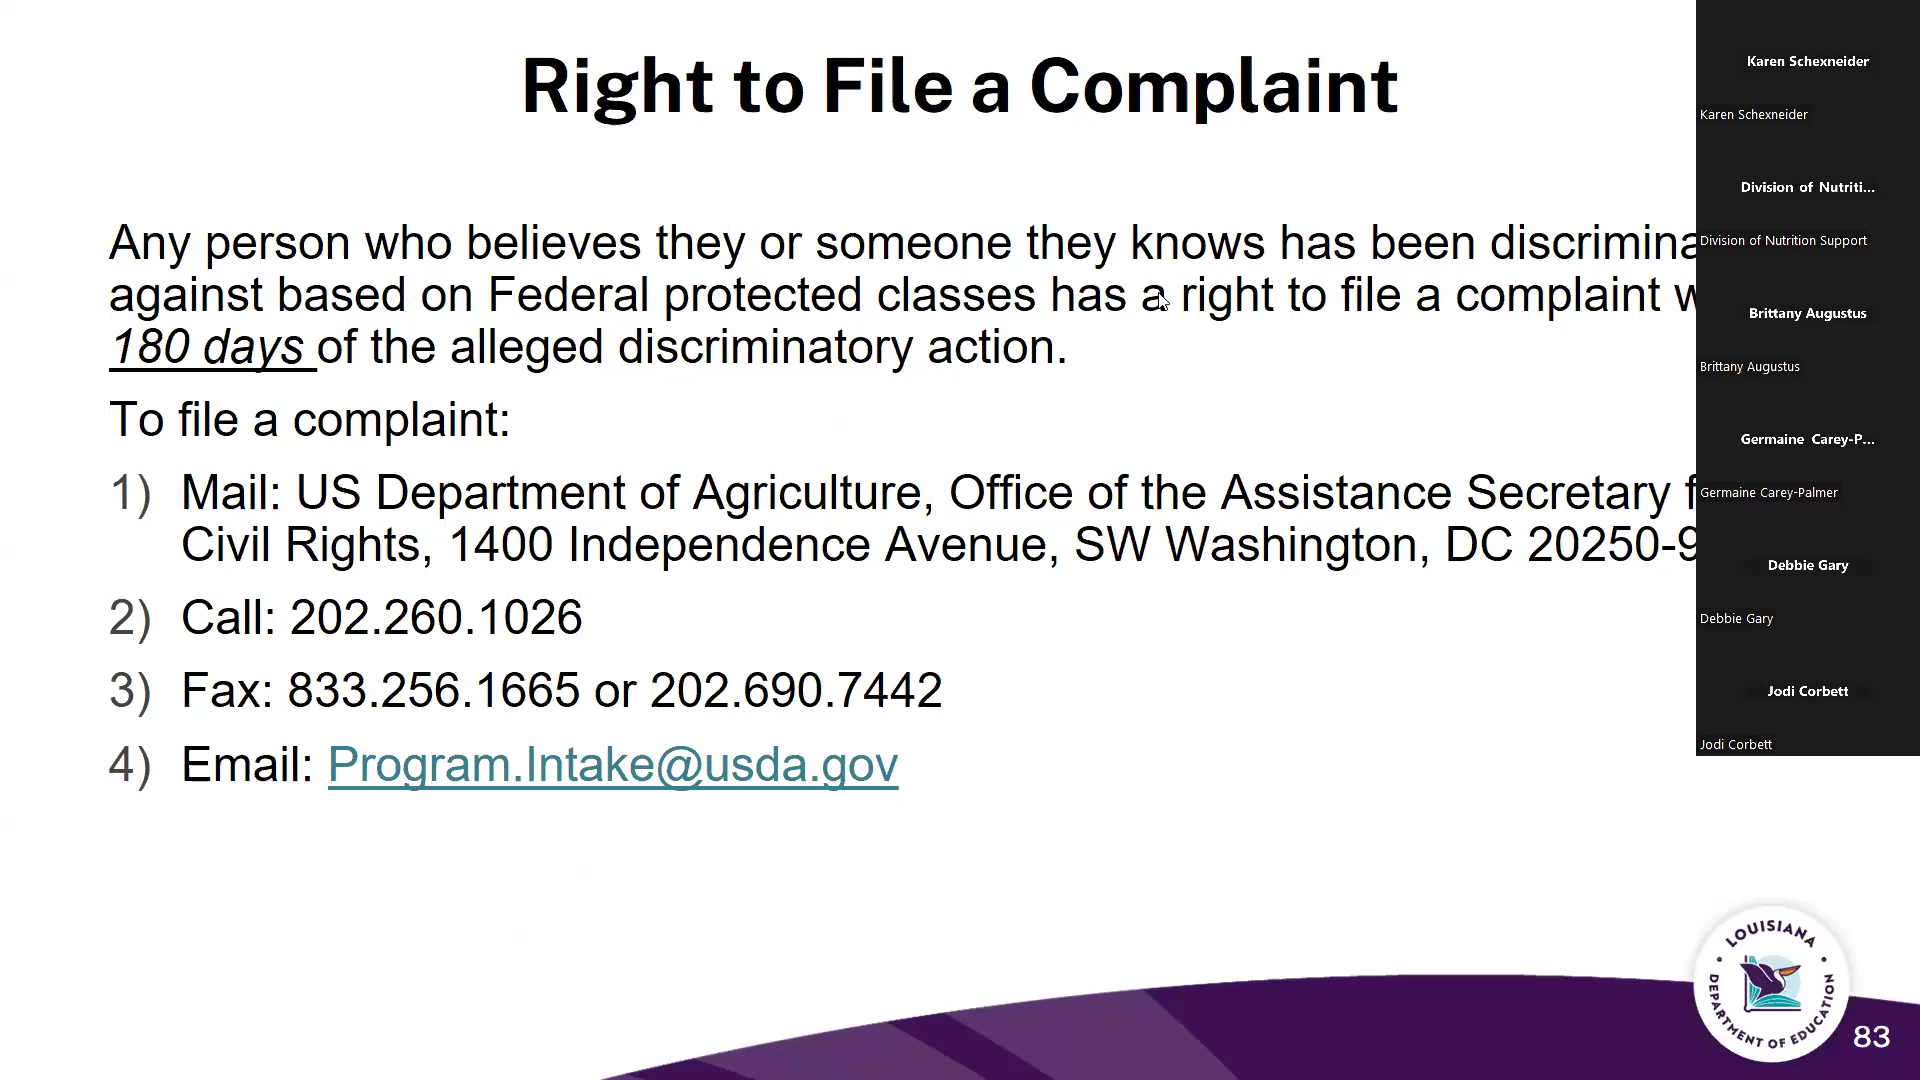 Right to File a Complaint
Any person who believes they or someone they knows has been discrimina
against based on Federal protected classes has a right to file a complaint w
180 days of the alleged discriminatory action.
To file a complaint:
1) Mail: US Department of Agriculture, Office of the Assistance Secretary f
Civil Rights, 1400 Independence Avenue, SW Washington, DC 20250-9
2) Call: 202.260.1026
3) Fax: 833.256.1665 or 202.690.7442
4) Email: Program.Intake@usda.gov
Karen Schexneider
Karen Schexneider
Division of Nutriti...
Division of Nutrition Support
Brittany Augustus
Brittany Augustus
Germaine Carey-P...
Germaine Carey-Palmer
Debbie Gary
Debbie Gary
Jodi Corbett
Jodi Corbett
LOUISIANA
DEPARTMENT OF EDUCATION
83